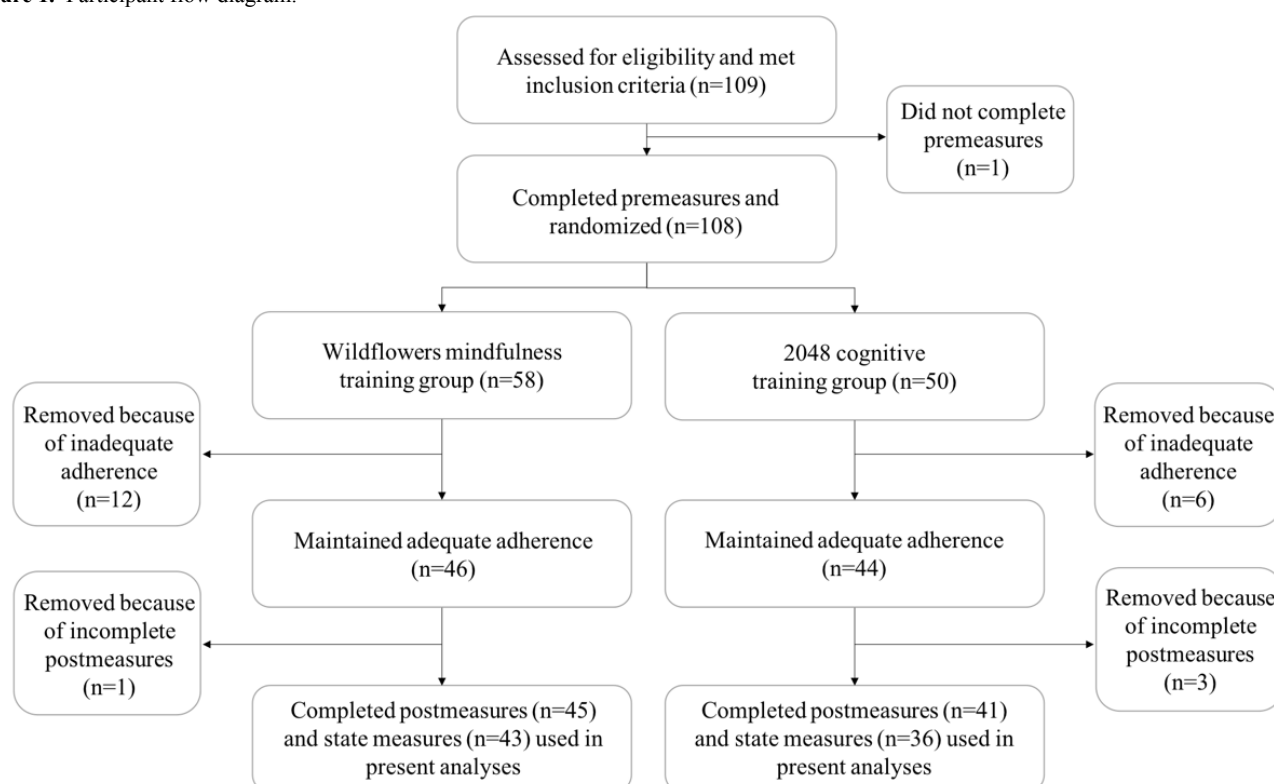 Participant flow diagram.
Assessed for eligibility and met
inclusion criteria (n=109)
Did not complete
premeasures
(n=1)
Completed premeasures and
randomized (n=108)
Wildflowers mindfulness
training group (n=58)
2048 cognitive
training group (n=50)
Removed because
of inadequate
adherence
(n=12)
Removed because
of inadequate
adherence
(n=6)
Maintained adequate adherence
(n=46)
Maintained adequate adherence
(n=44)
Removed because
of incomplete
postmeasures
(n=1)
Removed because
of incomplete
postmeasures
(n=3)
Completed postmeasures (n=45)
and state measures (n=43) used in
present analyses
Completed postmeasures (n=41)
and state measures (n=36) used in
present analyses